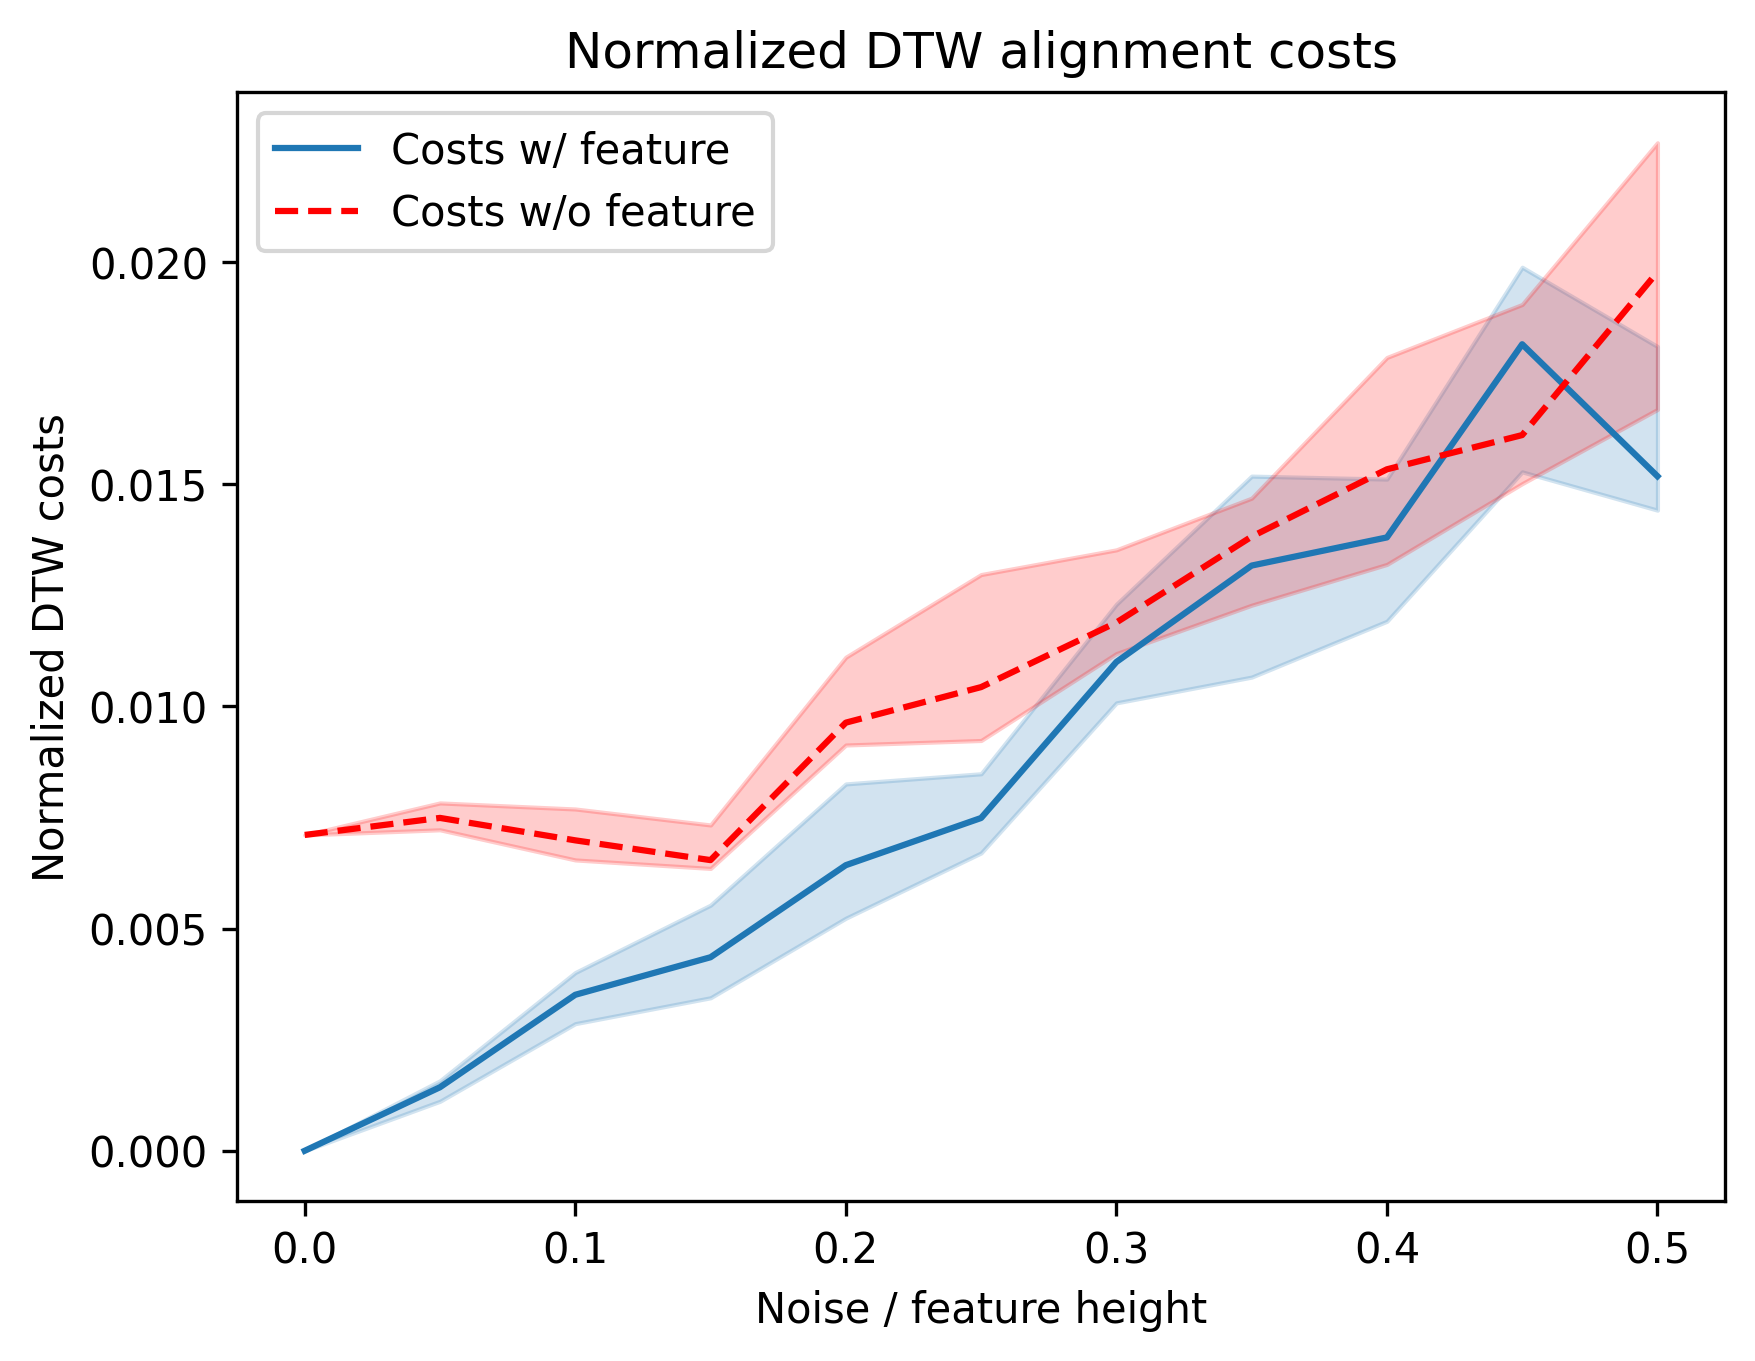 Normalized DTW alignment costs
Costs w/ feature
Costs w/o feature
Normalized DTW costs
0.020
0.015
0.010
0.005
0.000
0.0 0.1 0.2 0.3 0.4 0.5
Noise / feature height